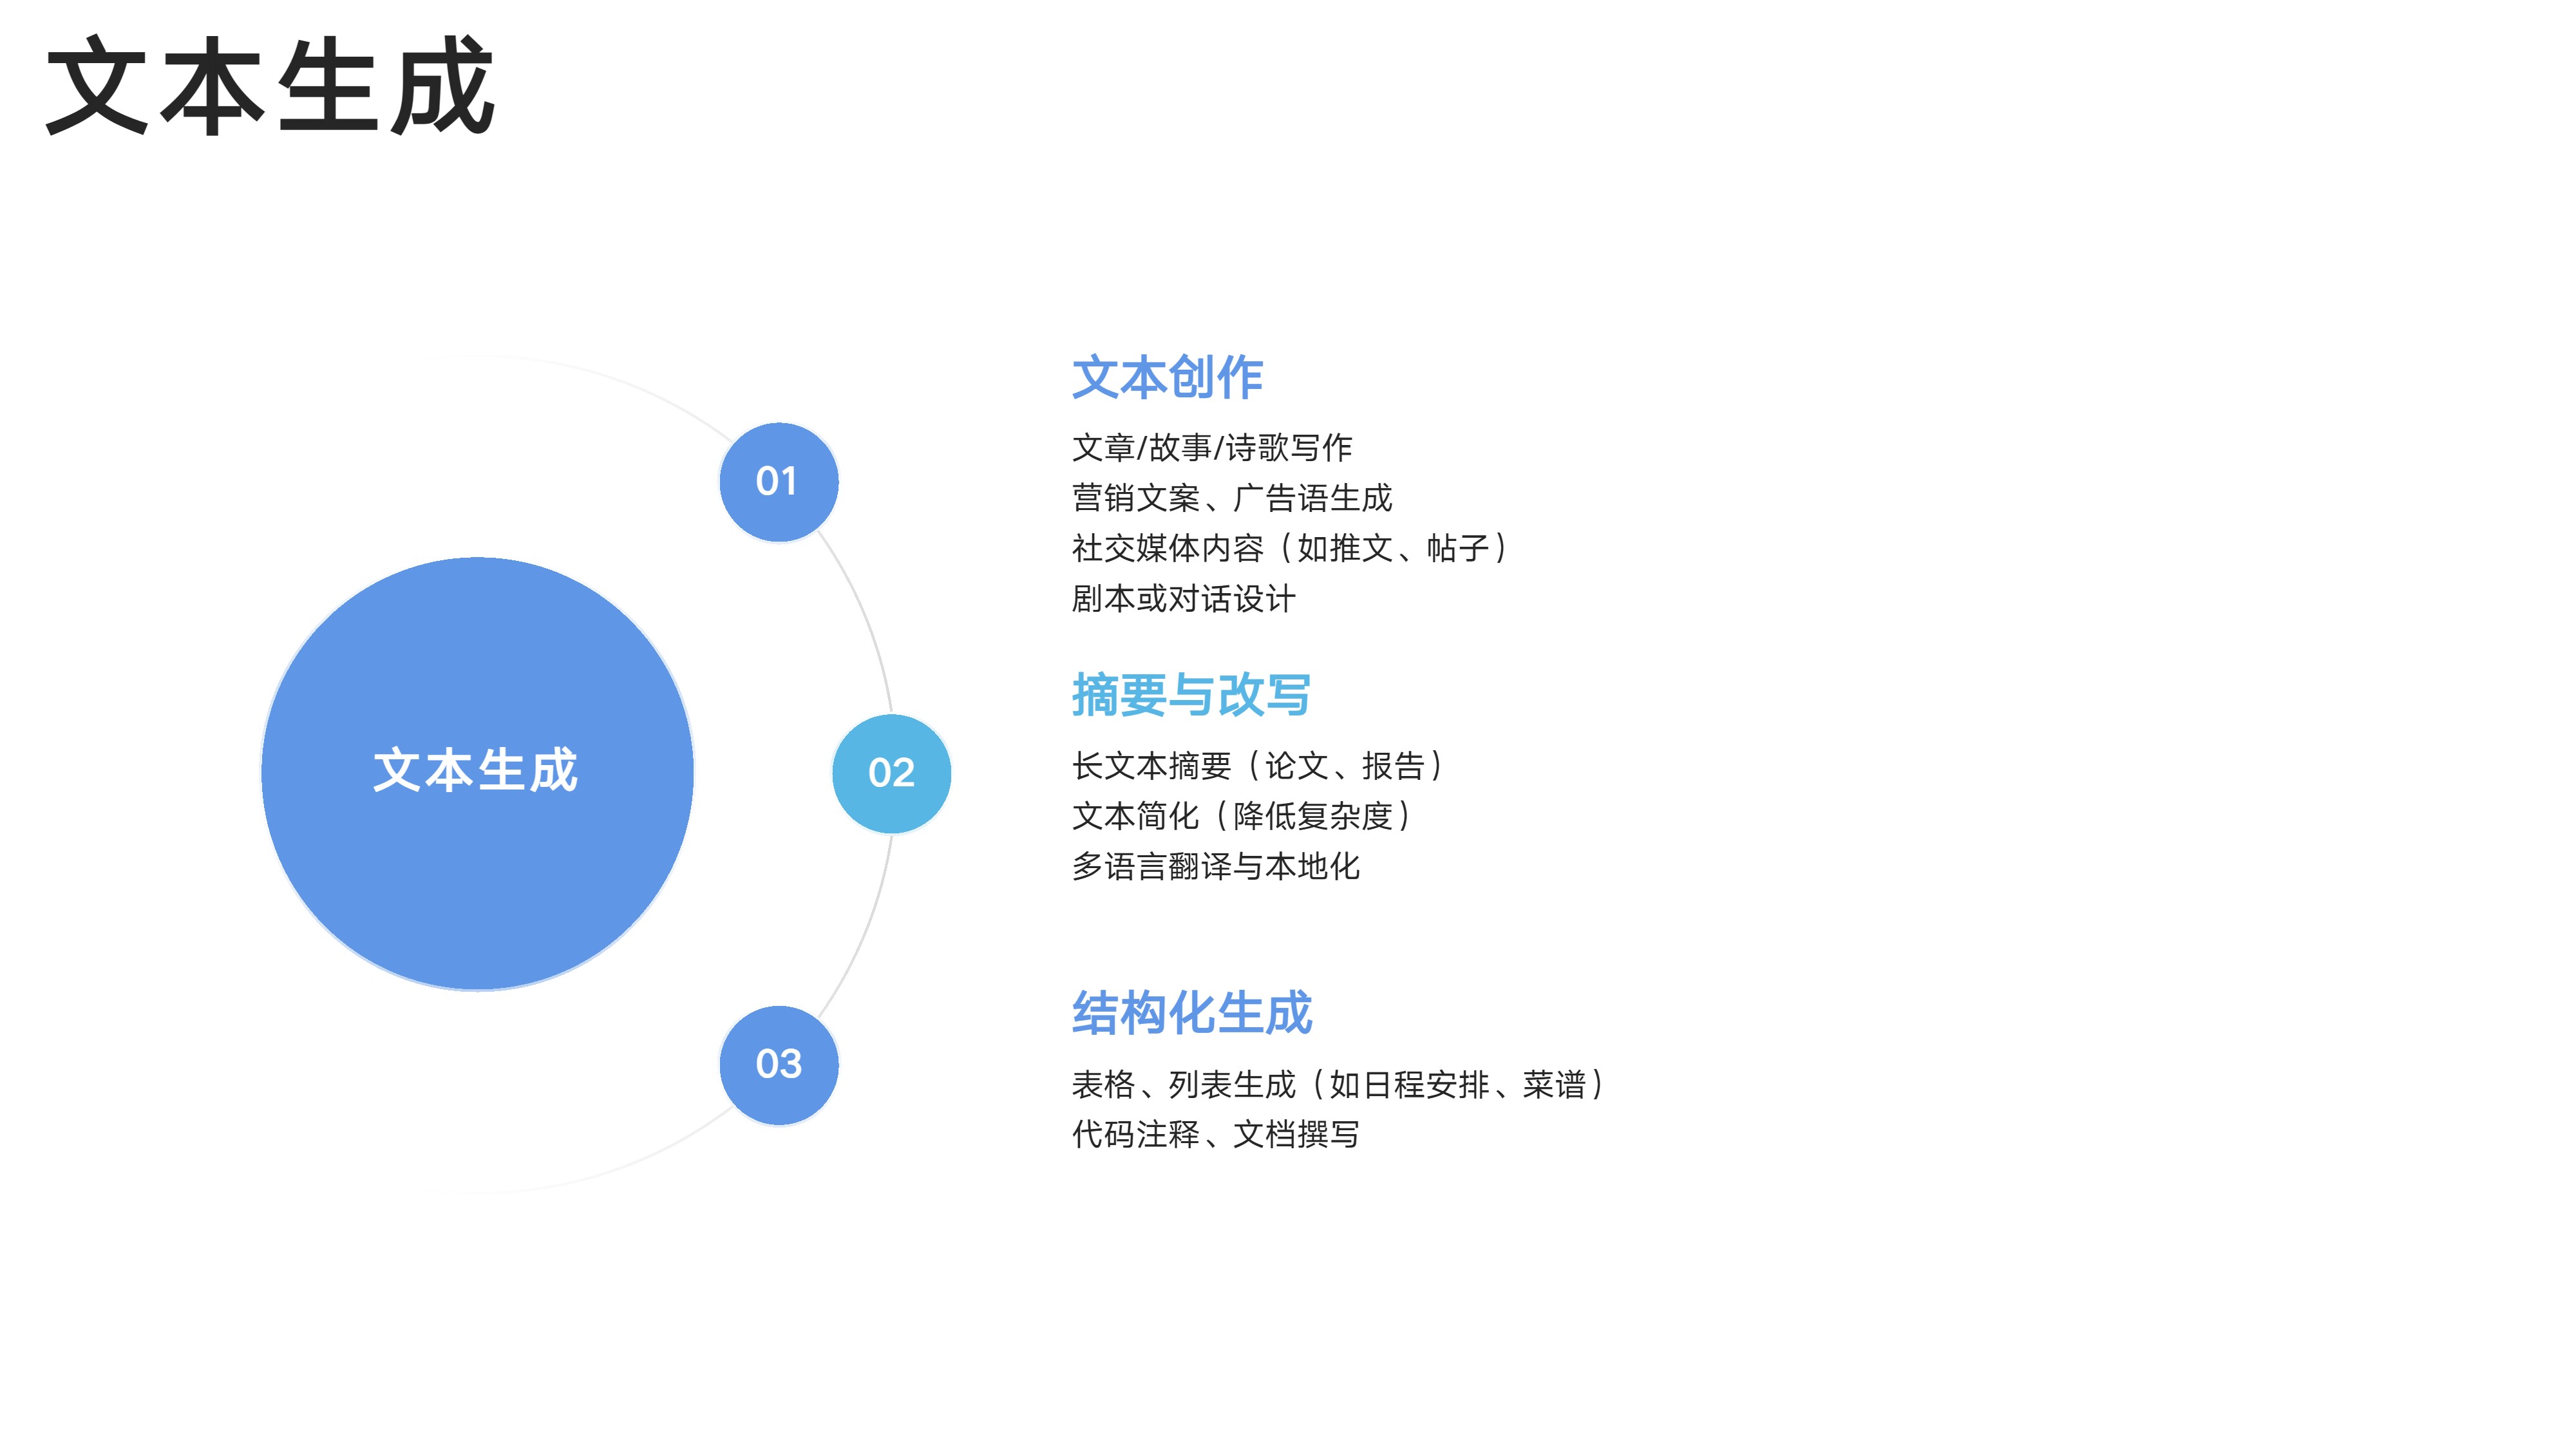 文本生成
文本生成
01
文本创作
文章/故事/诗歌写作
营销文案、广告语生成
社交媒体内容（如推文、帖子）
剧本或对话设计
02
摘要与改写
长文本摘要（论文、报告）
文本简化（降低复杂度）
多语言翻译与本地化
03
结构化生成
表格、列表生成（如日程安排、菜谱）
代码注释、文档撰写